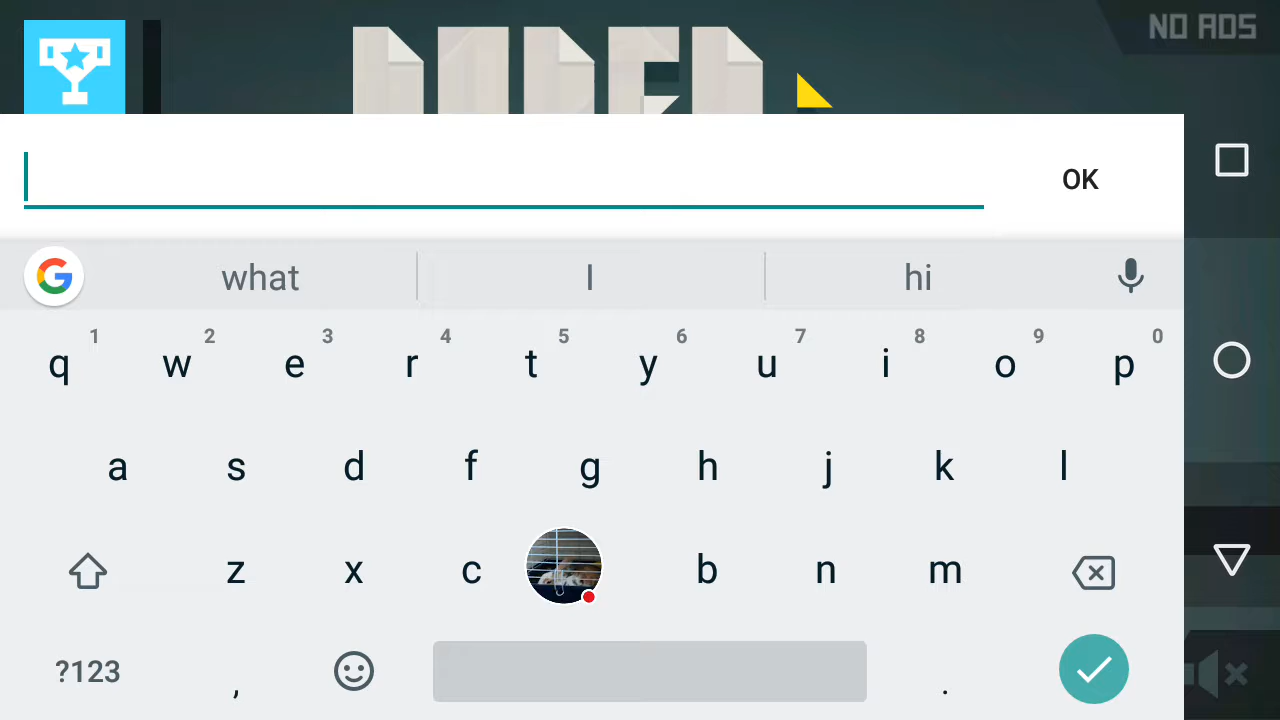 NO ADS
OK
what I hi
1 2 3 4 5 6 7 8 9 0
q w e r t y u i o p
a s d f g h j k l
z x c b n m
?123 , .